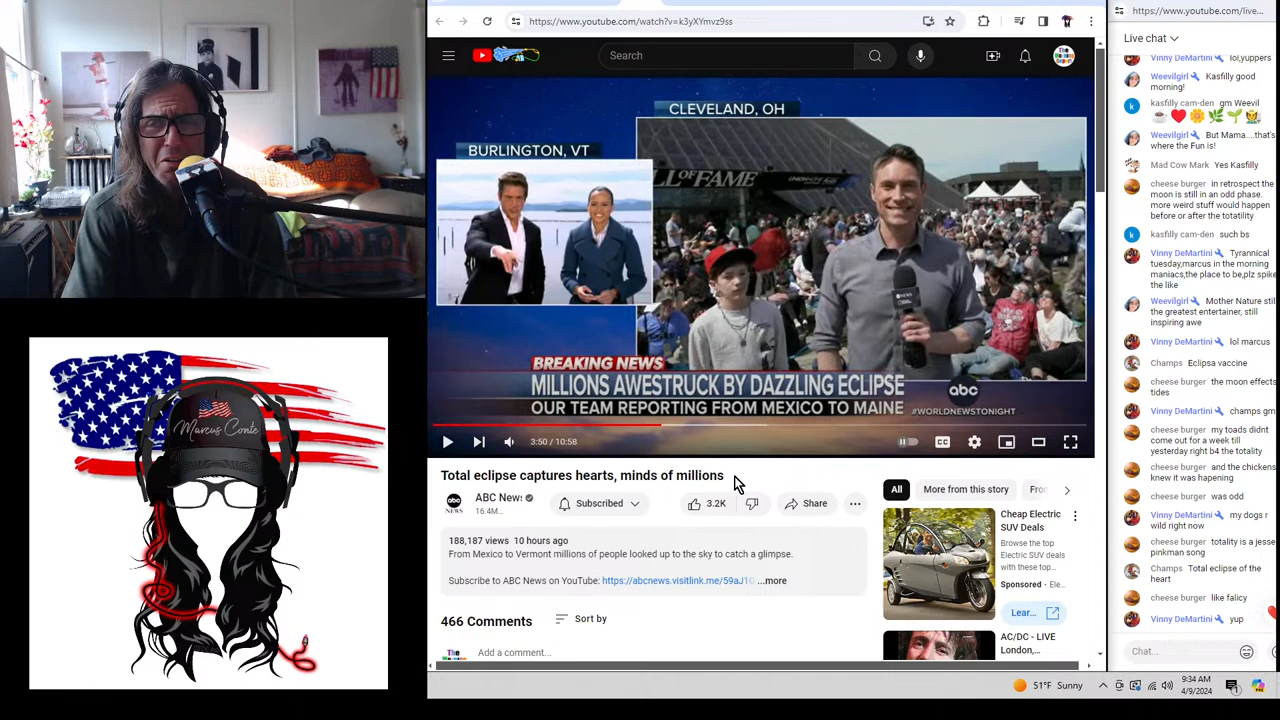 https://www.youtube.com/watch?v=k3yXYmvz9ss
Search
CLEVELAND, OH
BURLINGTON, VT
LL OF FAME
BREAKING NEWS
MILLIONS AWESTRUCK BY DAZZLING ECLIPSE
OUR TEAM REPORTING FROM MEXICO TO MAINE
abc
#WORLDNEWSTONIGHT
3:50 / 10:58
CC
Total eclipse captures hearts, minds of millions
ABC News
16.4M...
Subscribed
3.2K
Share
188,187 views 10 hours ago
From Mexico to Vermont millions of people looked up to the sky to catch a glimpse.
Subscribe to ABC News on YouTube: https://abcnews.visitlink.me/59aJ1G ...more
466 Comments
Sort by
Add a comment...
All
More from this story
Fro
Cheap Electric
SUV Deals
Browse the top
Electric SUV deals
with these top...
Sponsored · Ele...
Lear...
AC/DC - LIVE
London,
Marcus Conte
https://www.youtube.com/live...
Live chat
Vinny DeMartini lol,yuppers
Weevilgirl Kasfilly good
morning!
kasfilly cam-den gm Weevil
Weevilgirl But Mama....that's
where the Fun is!
Mad Cow Mark Yes Kasfilly
cheese burger in retrospect the
moon is still in an odd phase.
more weird stuff would happen
before or after the totatility
kasfilly cam-den such bs
Vinny DeMartini Tyrannical
tuesday,marcus in the morning
maniacs,the place to be,plz spike
the like
Weevilgirl Mother Nature still
the greatest entertainer, still
inspiring awe
Vinny DeMartini lol marcus
Champs Eclipsa vaccine
cheese burger the moon effects
tides
Vinny DeMartini champs gm
cheese burger my toads didnt
come out for a week till
yesterday right b4 the totality
cheese burger and the chickens
knew it was hapening
cheese burger was odd
Vinny DeMartini my dogs r
wild right now
cheese burger totality is a jesse
pinkman song
Champs Total eclipse of the
heart
cheese burger like falicy
Vinny DeMartini yup
Chat...
51°F Sunny
9:34 AM
4/9/2024